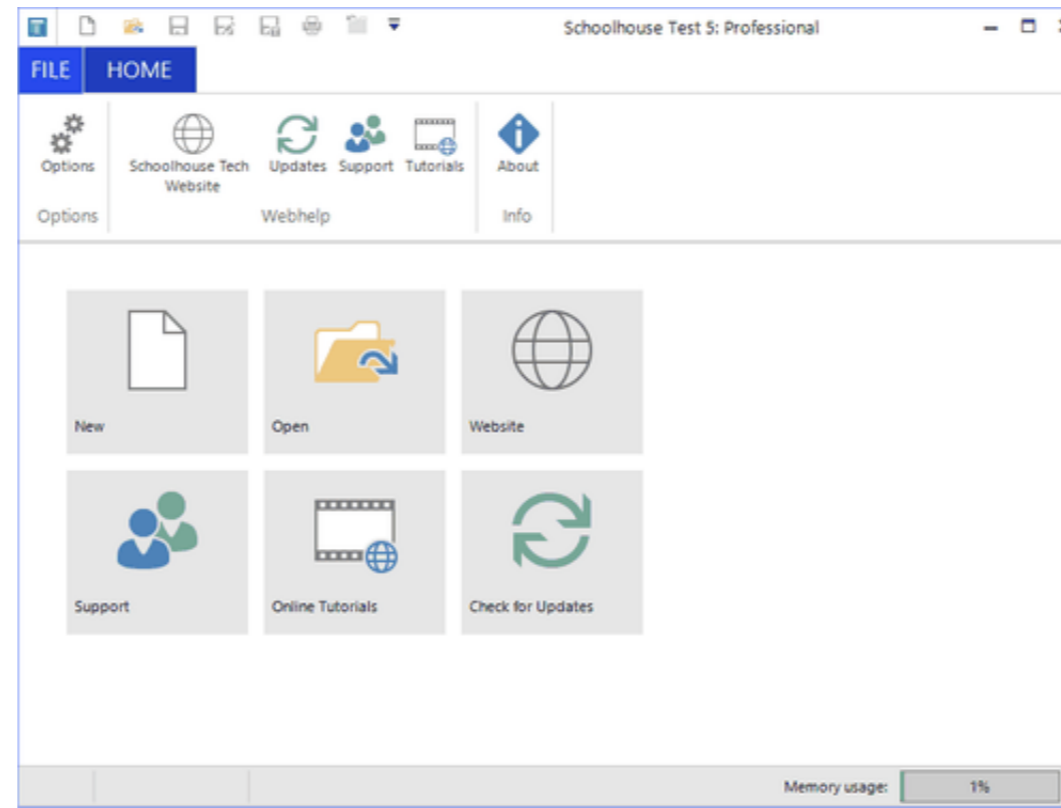 Schoolhouse Test 5: Professional
FILE HOME
Options Schoolhouse Tech Website Updates Support Tutorials About
Options Webhelp Info
New Open Website
Support Online Tutorials Check for Updates
Memory usage: 1%